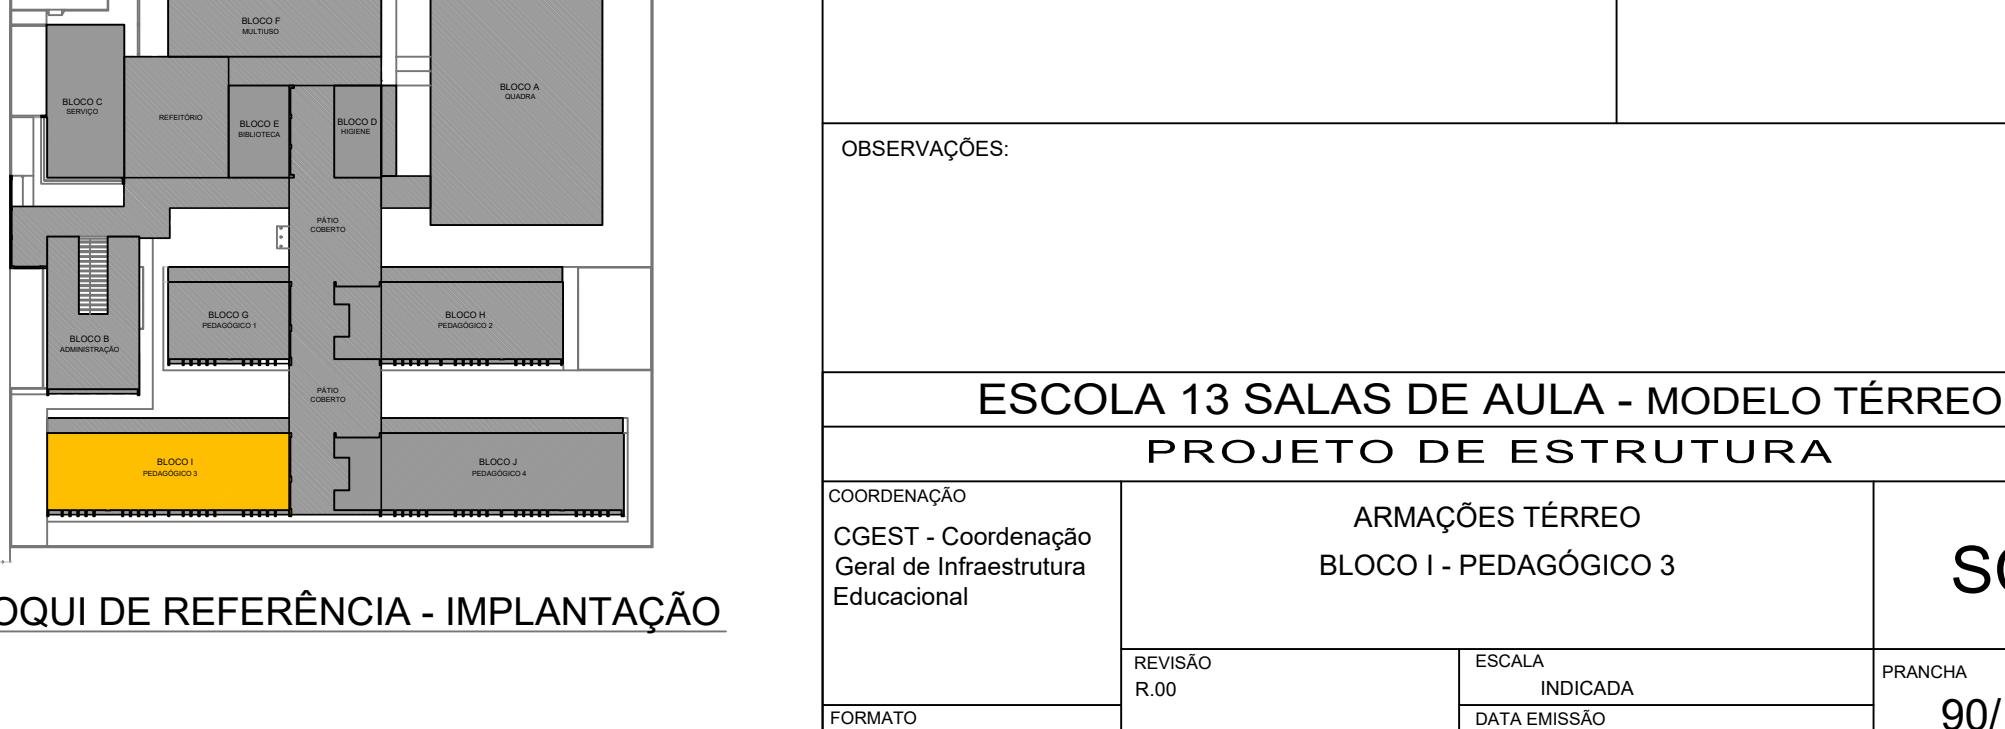 BLOCO F
MULTIUSO
BLOCO A
QUADRA
BLOCO C
SERVIÇO
REFEITÓRIO
BLOCO E
BIBLIOTECA
BLOCO D
HIGIENE
PÁTIO
COBERTO
BLOCO G
PEDAGÓGICO 1
BLOCO H
PEDAGÓGICO 2
BLOCO B
ADMINISTRAÇÃO
PÁTIO
COBERTO
BLOCO I
PEDAGÓGICO 3
BLOCO J
PEDAGÓGICO 4
OQUI DE REFERÊNCIA - IMPLANTAÇÃO
OBSERVAÇÕES:
ESCOLA 13 SALAS DE AULA - MODELO TÉRREO
PROJETO DE ESTRUTURA
COORDENAÇÃO
CGEST - Coordenação
Geral de Infraestrutura
Educacional
ARMAÇÕES TÉRREO
BLOCO I - PEDAGÓGICO 3
REVISÃO
R.00
ESCALA
INDICADA
PRANCHA
90/
FORMATO
DATA EMISSÃO